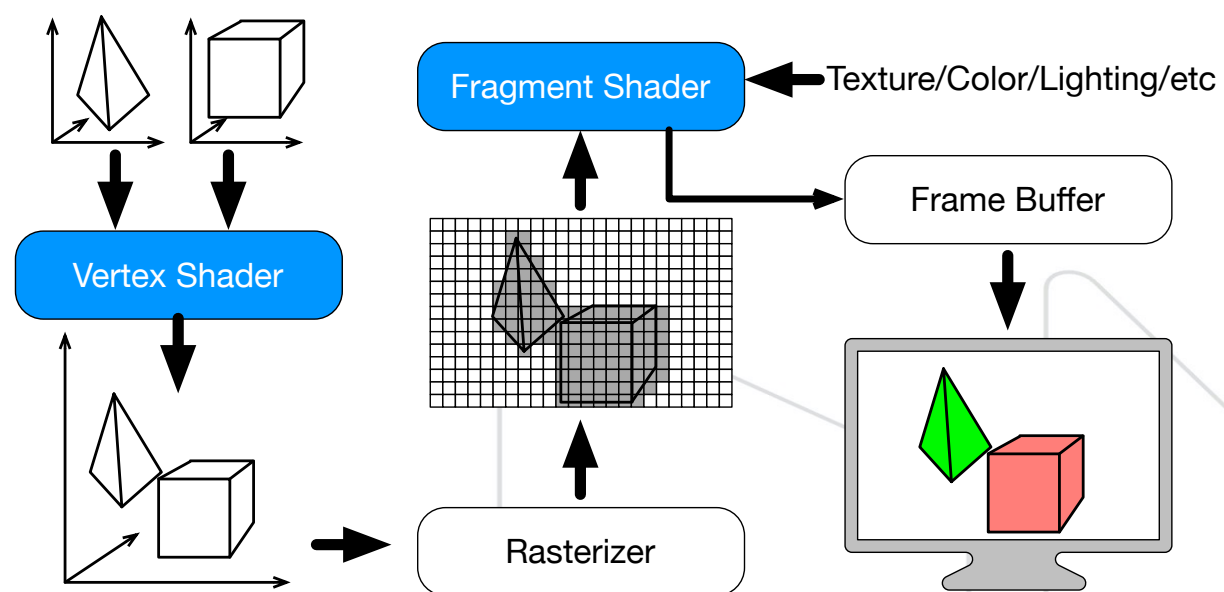 Vertex Shader
Rasterizer
Fragment Shader
Texture/Color/Lighting/etc
Frame Buffer